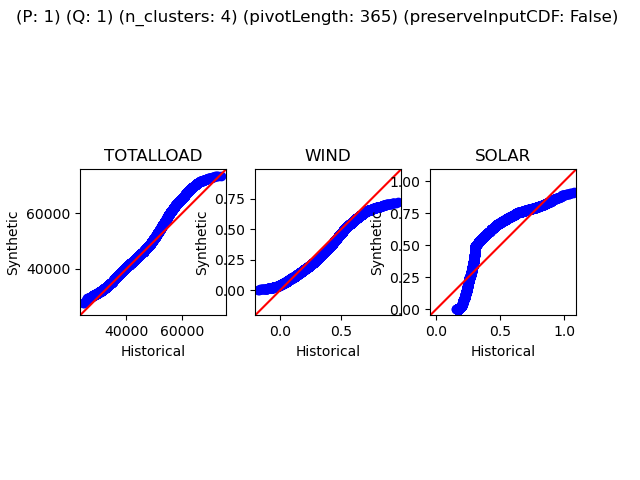 (P: 1) (Q: 1) (n_clusters: 4) (pivotLength: 365) (preserveInputCDF: False)
TOTALLOAD
60000
40000
Synthetic
40000 60000
Historical
WIND
0.75
0.50
0.25
0.00
Synthetic
0.0 0.5
Historical
SOLAR
1.00
0.75
0.50
0.25
0.00
Synthetic
0.0 0.5 1.0
Historical